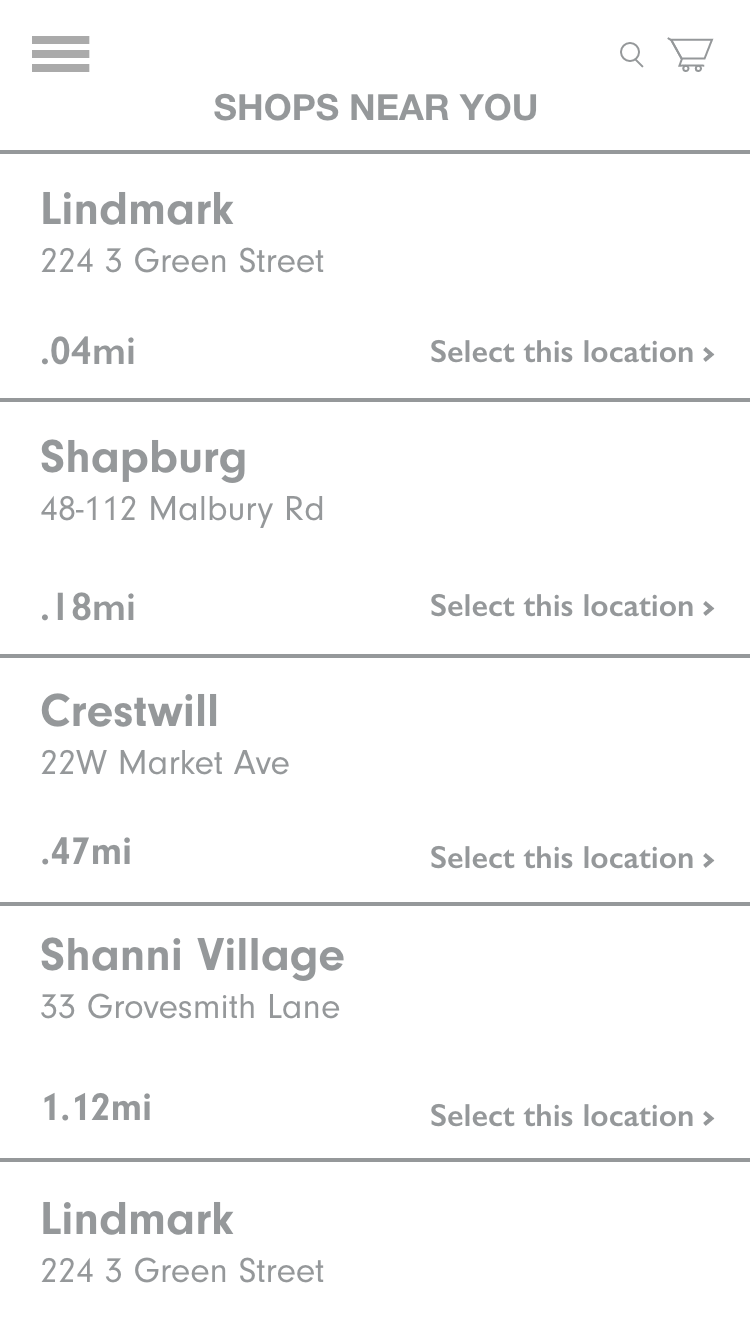 SHOPS NEAR YOU
Lindmark
224 3 Green Street
.04mi
Select this location >
Shapburg
48-112 Malbury Rd
.18mi
Select this location >
Crestwill
22W Market Ave
.47mi
Select this location >
Shanni Village
33 Grovesmith Lane
1.12mi
Select this location >
Lindmark
224 3 Green Street